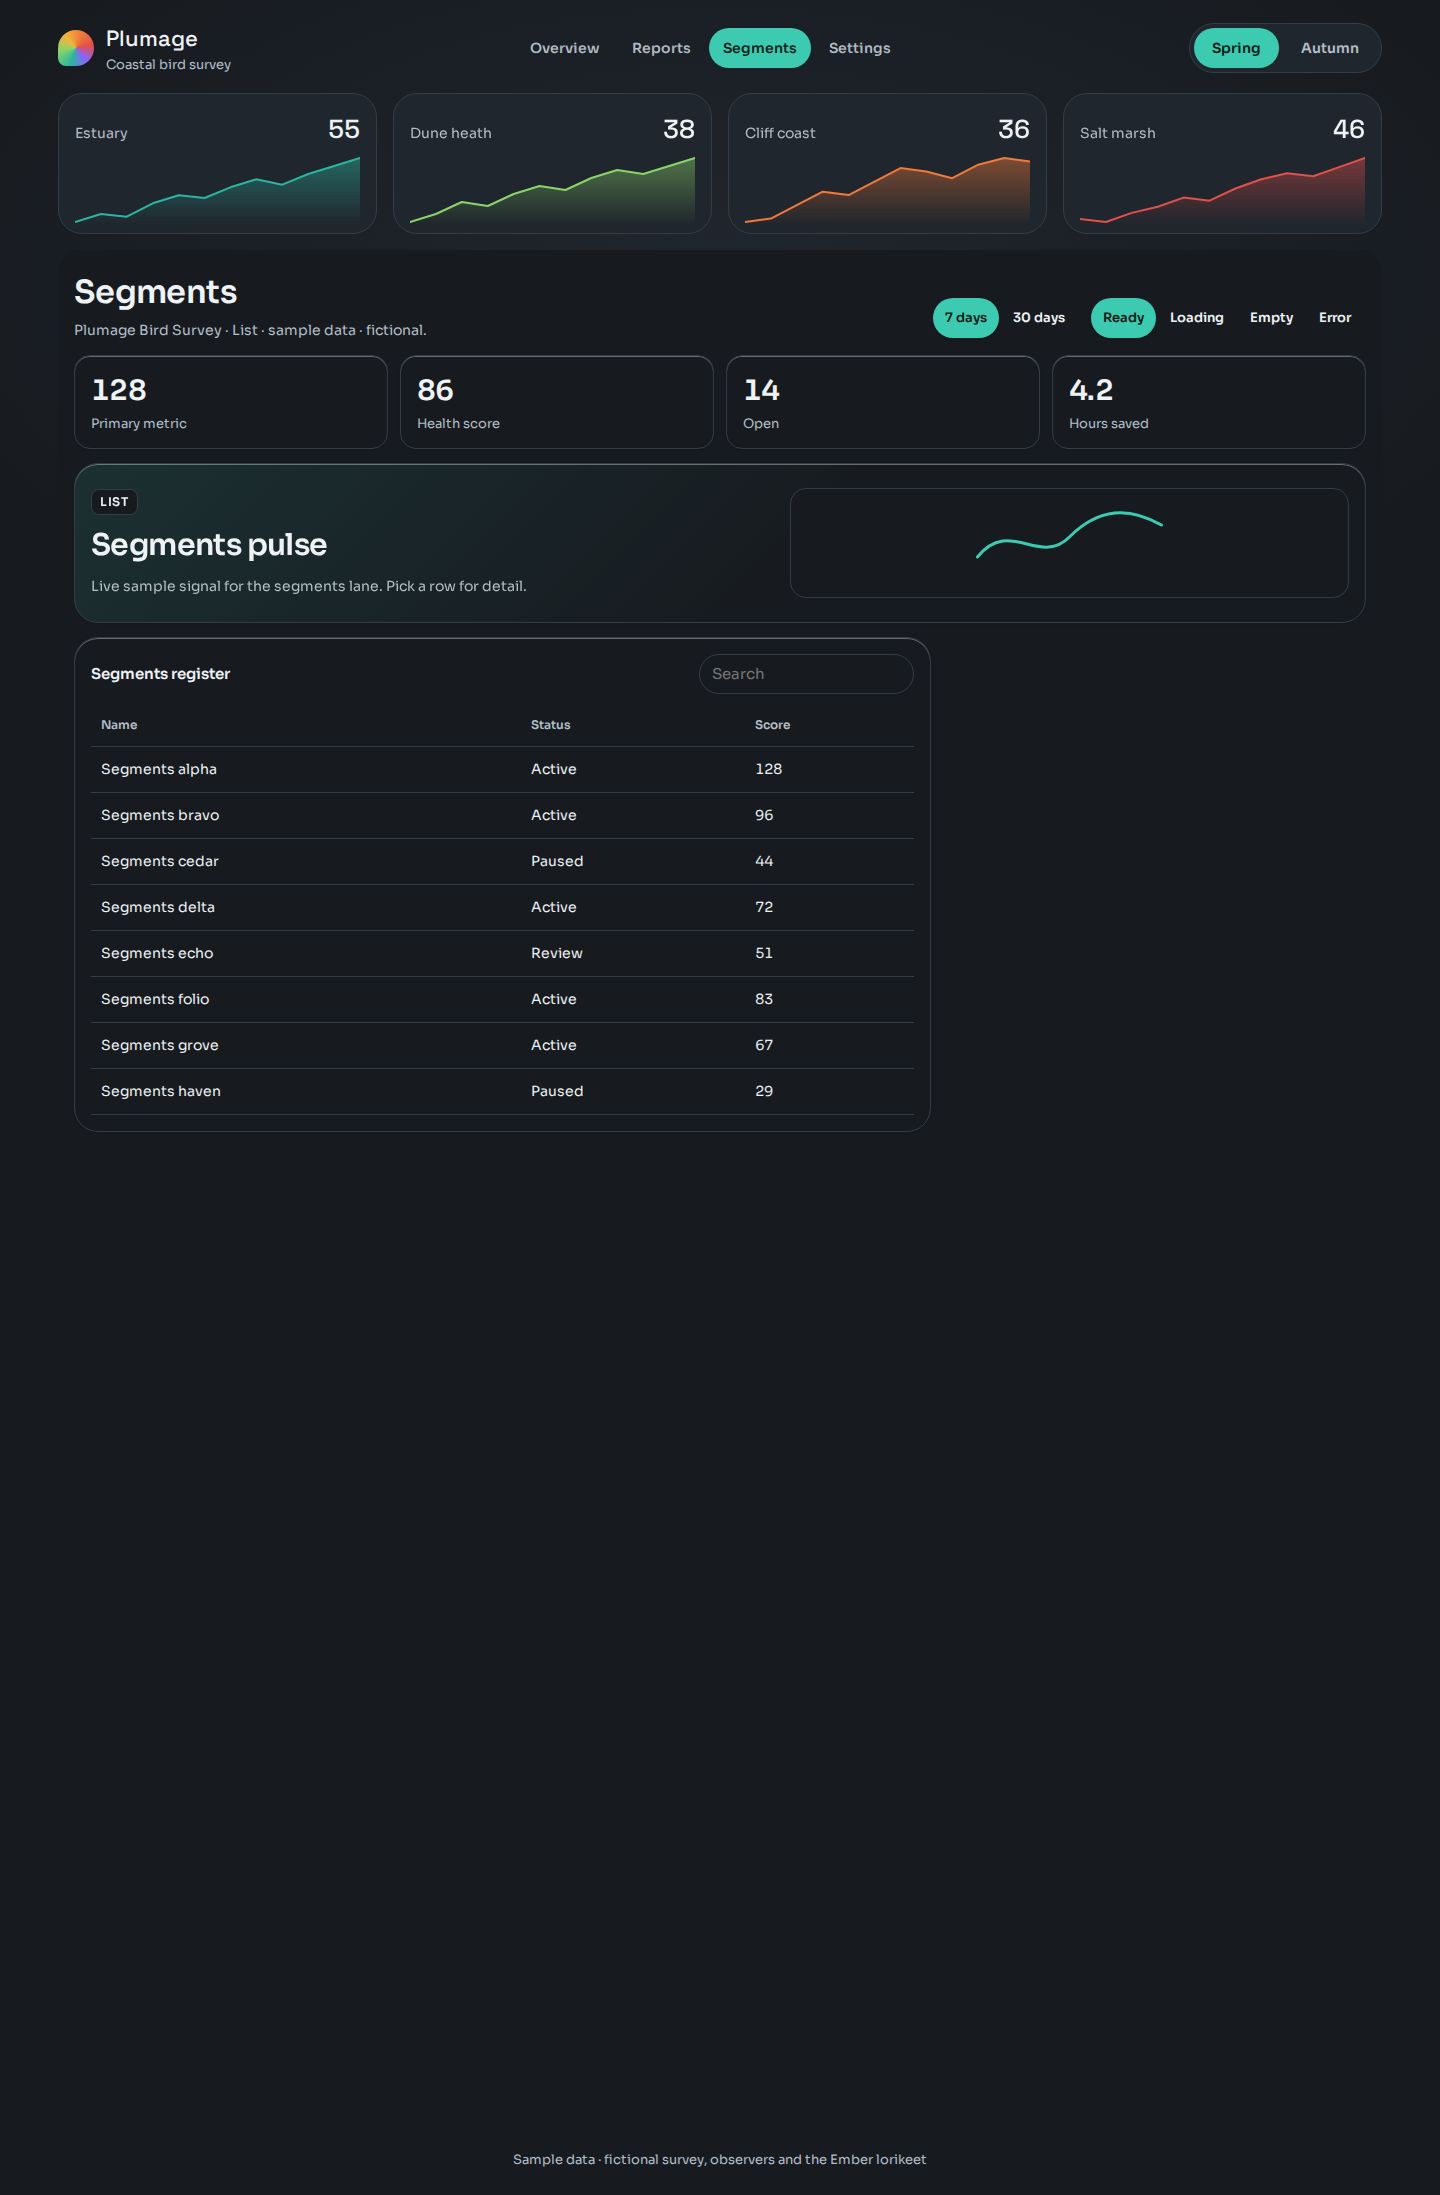 Plumage
Coastal bird survey
Overview Reports Segments Settings
Spring Autumn
Estuary 55
Dune heath 38
Cliff coast 36
Salt marsh 46
Segments
Plumage Bird Survey · List · sample data · fictional.
7 days 30 days Ready Loading Empty Error
128
Primary metric
86
Health score
14
Open
4.2
Hours saved
LIST
Segments pulse
Live sample signal for the segments lane. Pick a row for detail.
Segments register Search
Name Status Score
Segments alpha Active 128
Segments bravo Active 96
Segments cedar Paused 44
Segments delta Active 72
Segments echo Review 51
Segments folio Active 83
Segments grove Active 67
Segments haven Paused 29
Sample data · fictional survey, observers and the Ember lorikeet